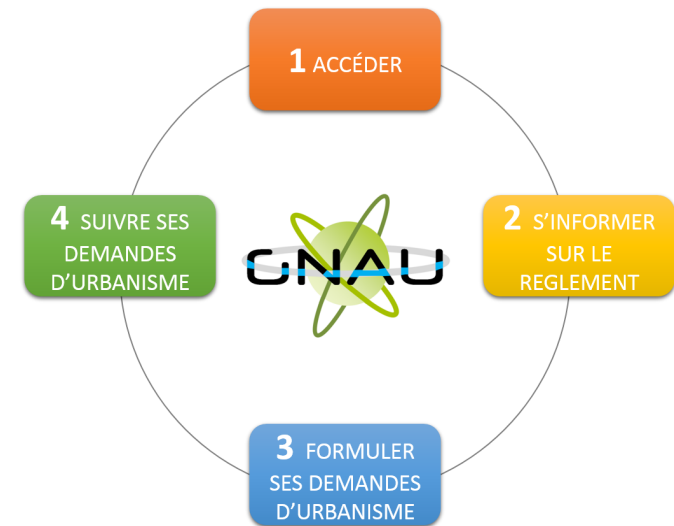 1 ACCÉDER
2 S'INFORMER
SUR LE
REGLEMENT
3 FORMULER
SES DEMANDES
D'URBANISME
4 SUIVRE SES
DEMANDES
D'URBANISME
GNAU